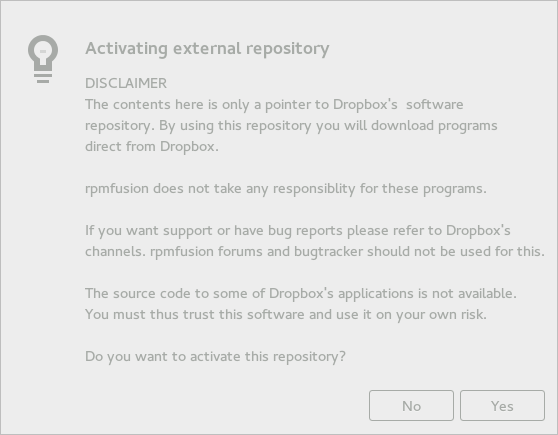 Activating external repository
DISCLAIMER
The contents here is only a pointer to Dropbox's  software
repository. By using this repository you will download programs
direct from Dropbox.
rpmfusion does not take any responsiblity for these programs.
If you want support or have bug reports please refer to Dropbox's
channels. rpmfusion forums and bugtracker should not be used for this.
The source code to some of Dropbox's applications is not available.
You must thus trust this software and use it on your own risk.
Do you want to activate this repository?
No Yes